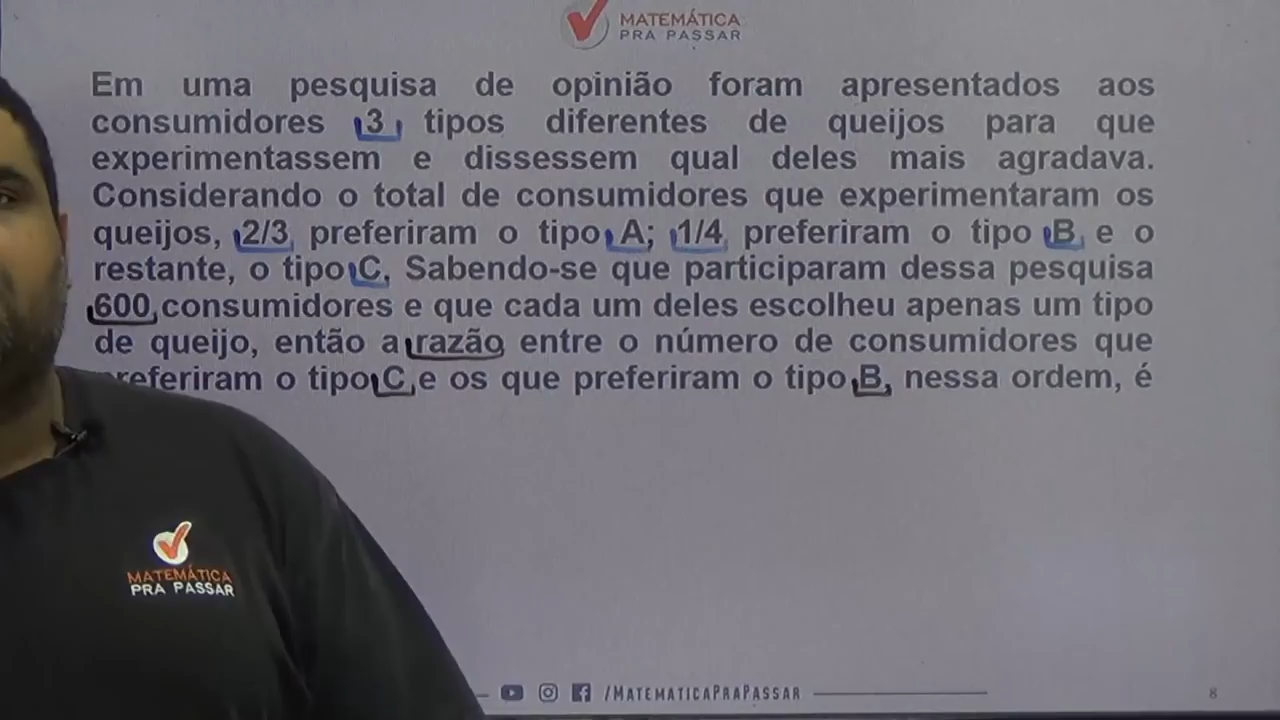 MATEMÁTICA
PRA PASSAR
Em uma pesquisa de opinião foram apresentados aos
consumidores 3 tipos diferentes de queijos para que
experimentassem e dissessem qual deles mais agradava.
Considerando o total de consumidores que experimentaram os
queijos, 2/3 preferiram o tipo A; 1/4 preferiram o tipo B e o
restante, o tipo C. Sabendo-se que participaram dessa pesquisa
600 consumidores e que cada um deles escolheu apenas um tipo
de queijo, então a razão entre o número de consumidores que
preferiram o tipo C e os que preferiram o tipo B, nessa ordem, é
MATEMÁTICA
PRA PASSAR
/MATEMATICAPRAPASSAR
8